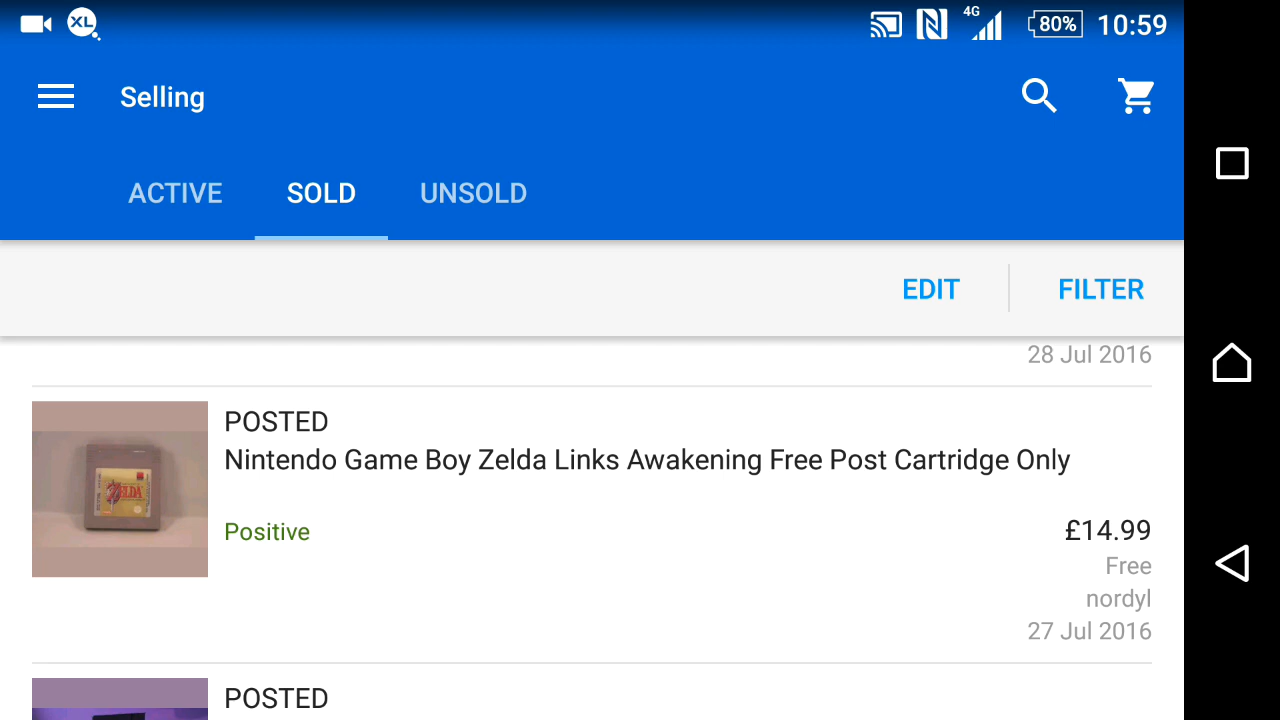 XL
4G
80%
10:59
Selling
ACTIVE SOLD UNSOLD
EDIT FILTER
28 Jul 2016
POSTED
Nintendo Game Boy Zelda Links Awakening Free Post Cartridge Only
ZELDA
Positive
£14.99
Free
nordyl
27 Jul 2016
POSTED